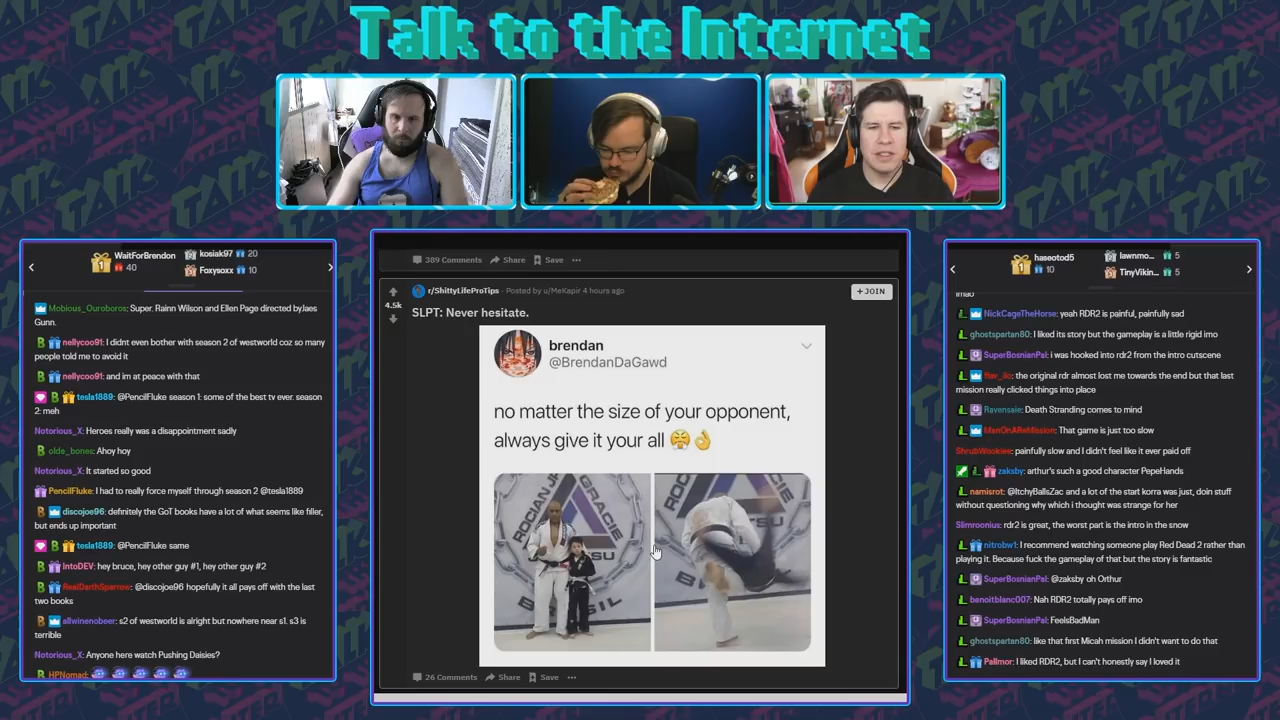 Talk to the Internet
WaitForBrendon
40
kosiak97 20
Foxysoxx 10
Mobious_Ouroboros: Super. Rainn Wilson and Ellen Page directed byJaes
Gunn.
nellycoo91: I didnt even bother with season 2 of westworld coz so many
people told me to avoid it
nellycoo91: and im at peace with that
tesla1889: @PencilFluke season 1: some of the best tv ever. season
2: meh
Notorious_X: Heroes really was a disappointment sadly
olde_bones: Ahoy hoy
Notorious_X: It started so good
PencilFluke: I had to really force myself through season 2 @tesla1889
discojoe96: definitely the GoT books have a lot of what seems like filler,
but ends up important
tesla1889: @PencilFluke same
IntoDEV: hey bruce, hey other guy #1, hey other guy #2
RealDarthSparrow: @discojoe96 hopefully it all pays off with the last
two books
allwinenobeer: s2 of westworld is alright but nowhere near s1. s3 is
terrible
Notorious_X: Anyone here watch Pushing Daisies?
HPNomad:
389 Comments Share Save
r/ShittyLifeProTips · Posted by u/MeKapir 4 hours ago
+ JOIN
4.5k
SLPT: Never hesitate.
brendan
@BrendanDaGawd
no matter the size of your opponent,
always give it your all 😤👌
26 Comments Share Save
haseotod5
10
lawnmo... 5
TinyVikin... 5
lmao
NickCageTheHorse: yeah RDR2 is painful, painfully sad
ghostspartan80: I liked its story but the gameplay is a little rigid imo
SuperBosnianPal: i was hooked into rdr2 from the intro cutscene
the original rdr almost lost me towards the end but that last
mission really clicked things into place
Ravensaie: Death Stranding comes to mind
ManOnAReMission: That game is just too slow
ShrubWookiee: painfully slow and I didn't feel like it ever paid off
zaksby: arthur's such a good character PepeHands
namisrot: @ItchyBallsZac and a lot of the start korra was just, doin stuff
without questioning why which i thought was strange for her
Slimroonius: rdr2 is great, the worst part is the intro in the snow
nitrobw1: I recommend watching someone play Red Dead 2 rather than
playing it. Because fuck the gameplay of that but the story is fantastic
SuperBosnianPal: @zaksby oh Orthur
benoitblanc007: Nah RDR2 totally pays off imo
SuperBosnianPal: FeelsBadMan
ghostspartan80: like that first Micah mission I didn't want to do that
Pallmor: I liked RDR2, but I can't honestly say I loved it